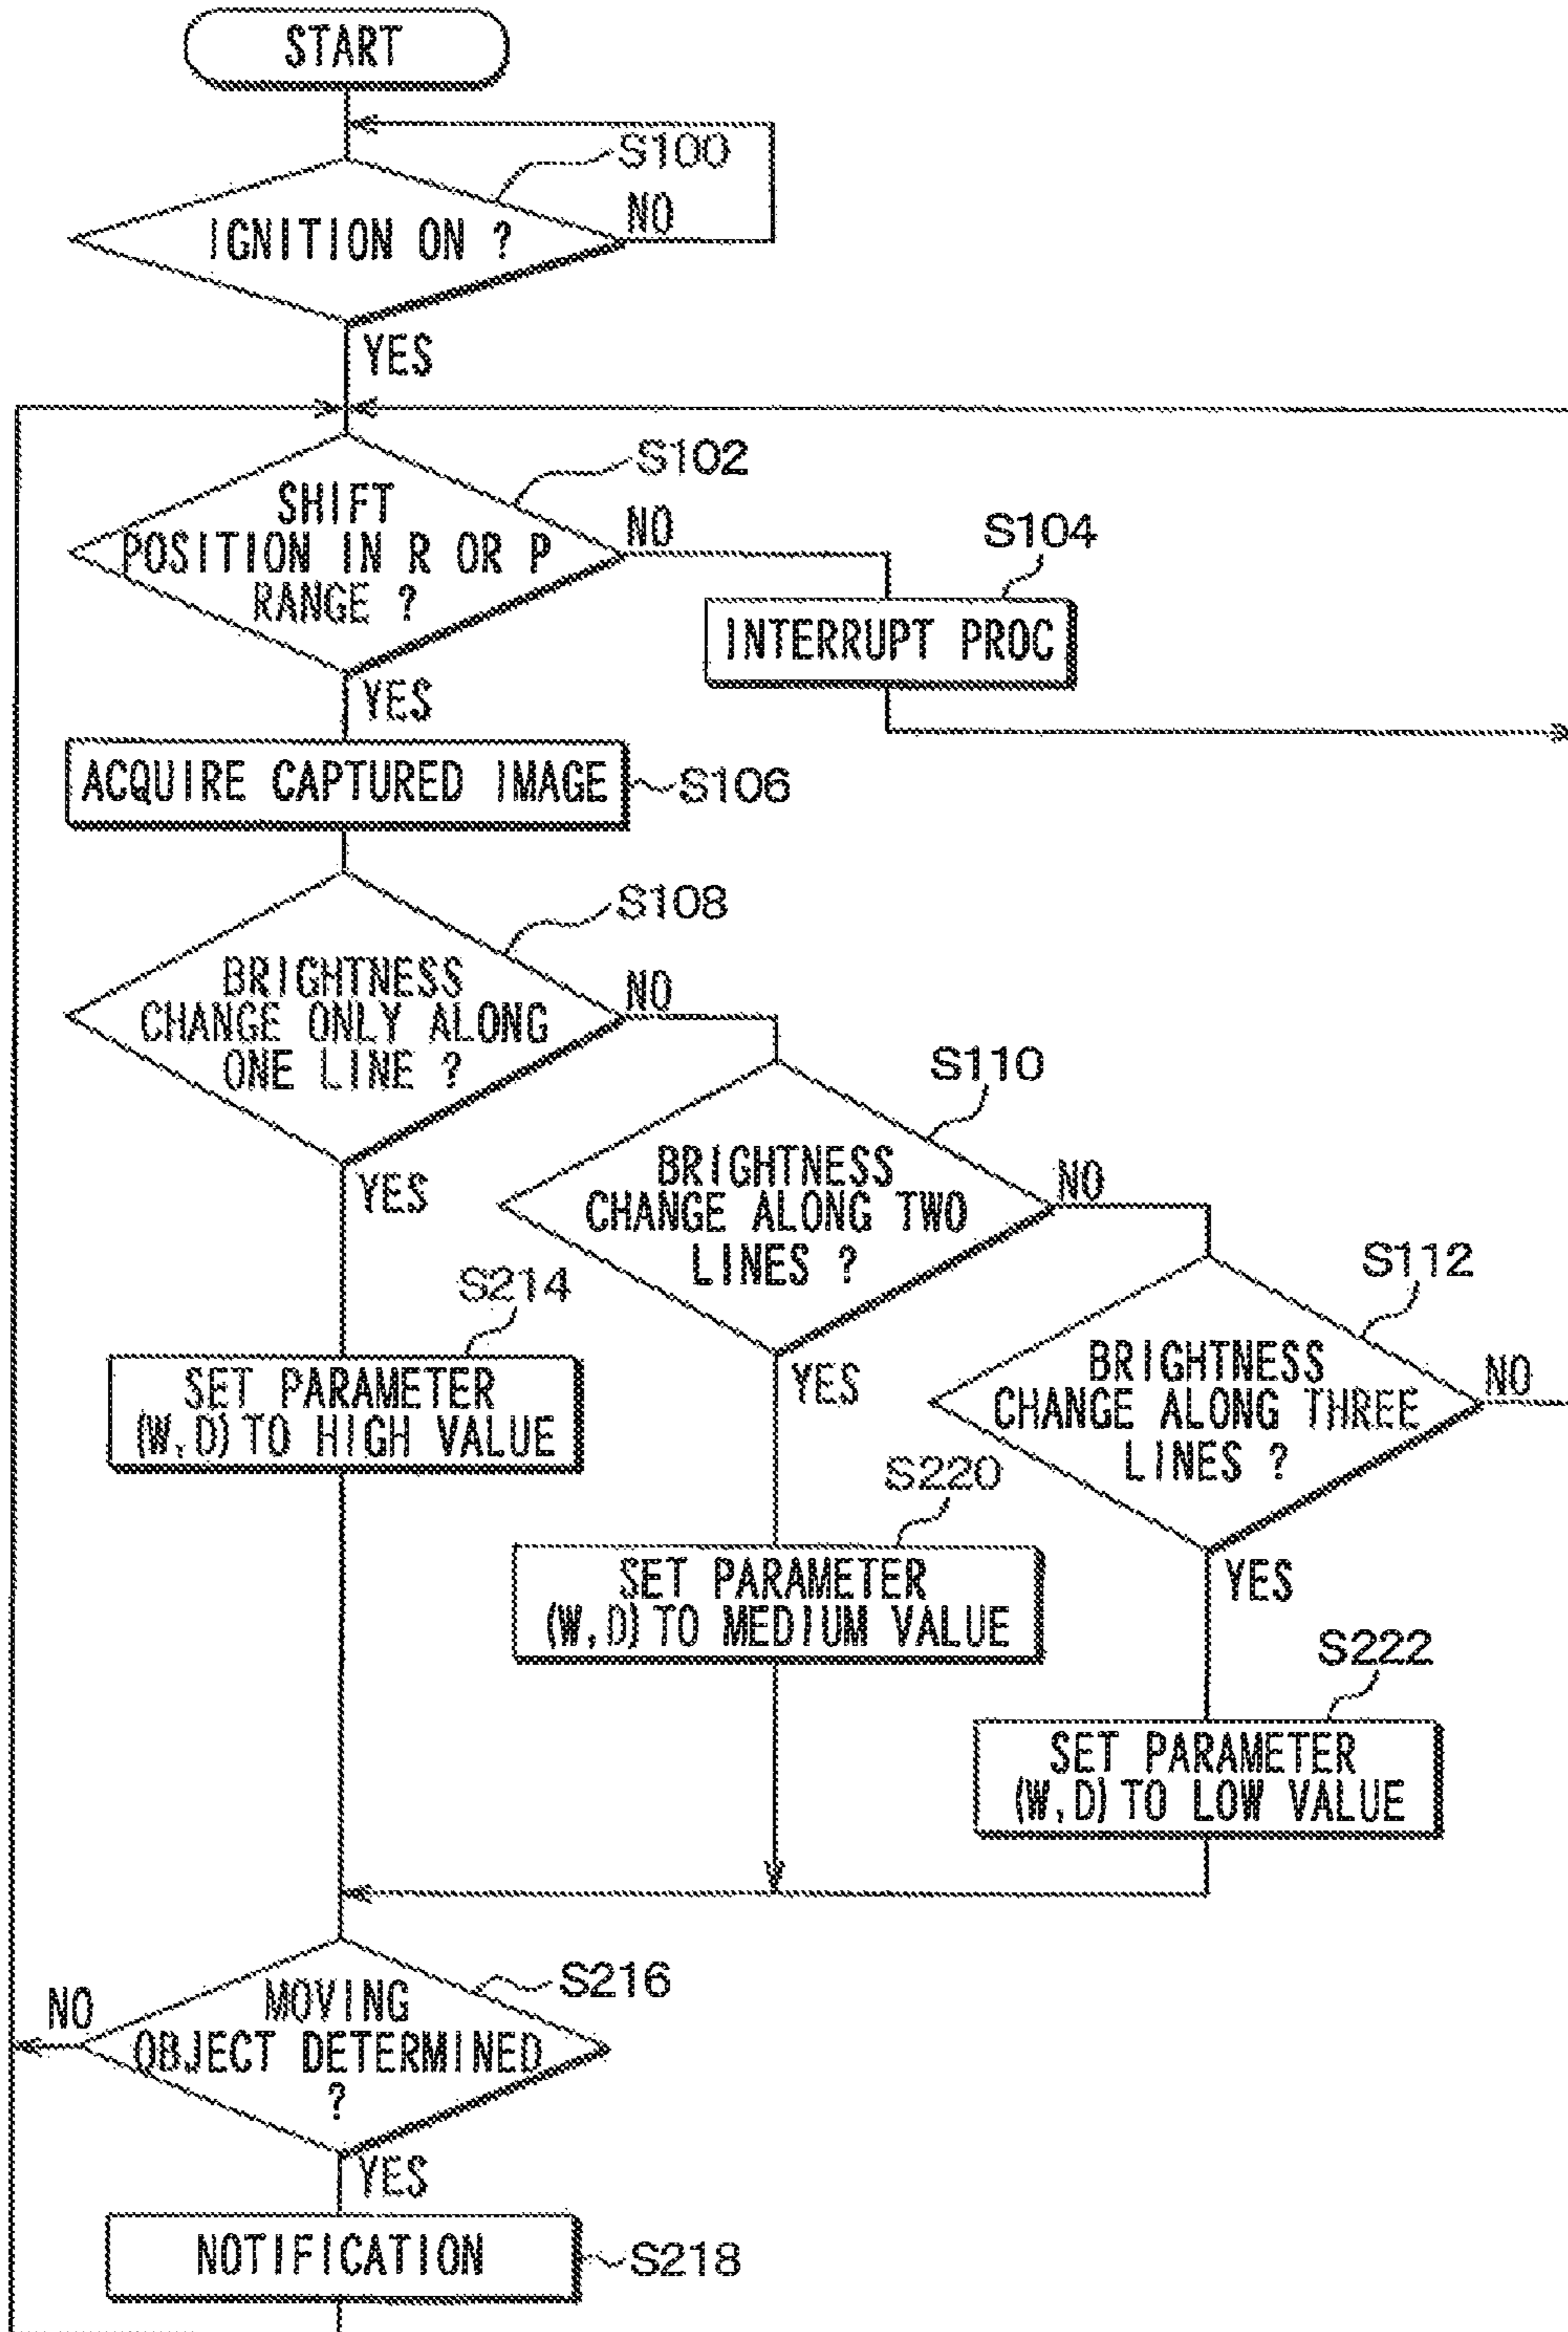 START
S100
IGNITION ON ?
NO
YES
S102
SHIFT
POSITION IN R OR P
RANGE ?
NO
S104
INTERRUPT PROC
YES
ACQUIRE CAPTURED IMAGE
S106
S108
BRIGHTNESS
CHANGE ONLY ALONG
ONE LINE ?
NO
YES
S110
BRIGHTNESS
CHANGE ALONG TWO
LINES ?
NO
YES
S112
BRIGHTNESS
CHANGE ALONG THREE
LINES ?
NO
YES
S214
SET PARAMETER
(W,D) TO HIGH VALUE
S220
SET PARAMETER
(W,D) TO MEDIUM VALUE
S222
SET PARAMETER
(W,D) TO LOW VALUE
S216
MOVING
OBJECT DETERMINED
?
NO
YES
NOTIFICATION
S218